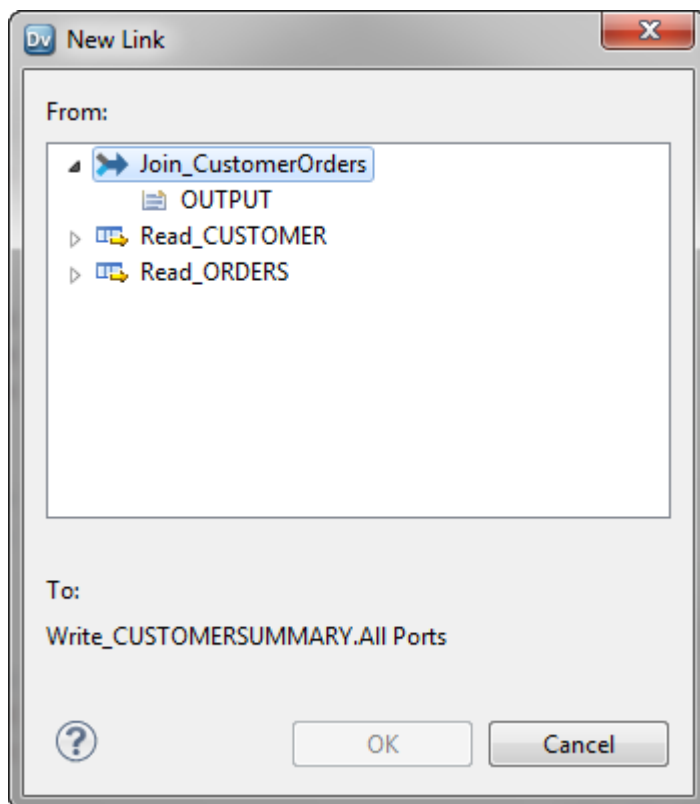 Dv New Link
From:
Join_CustomerOrders
OUTPUT
Read_CUSTOMER
Read_ORDERS
To:
Write_CUSTOMERSUMMARY.All Ports
? OK Cancel